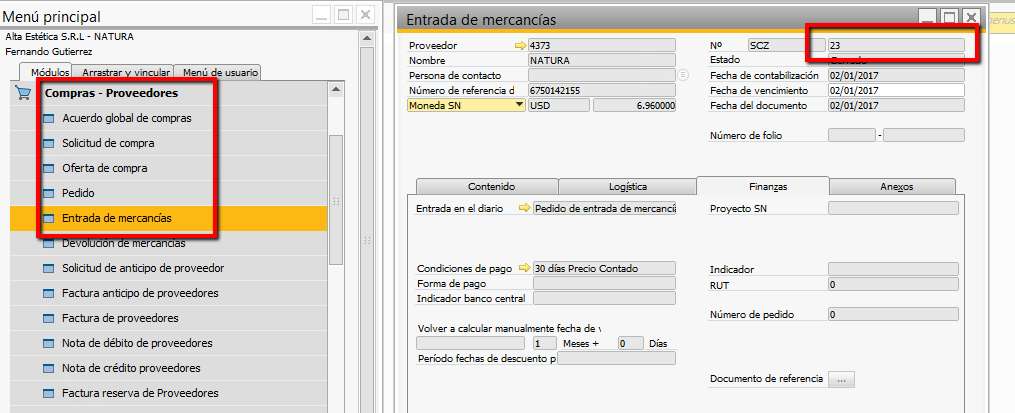 Menú principal
Alta Estética S.R.L - NATURA
Fernando Gutierrez
Módulos
Arrastrar y vincular
Menú de usuario
Compras - Proveedores
Acuerdo global de compras
Solicitud de compra
Oferta de compra
Pedido
Entrada de mercancías
Devolución de mercancías
Solicitud de anticipo de proveedor
Factura anticipo de proveedores
Factura de proveedores
Nota de débito de proveedores
Nota de crédito proveedores
Factura reserva de Proveedores
Entrada de mercancías
Proveedor 4373
Nombre NATURA
Persona de contacto
Número de referencia d 6750142155
Moneda SN USD 6.960000
Nº SCZ 23
Estado Cerrado
Fecha de contabilización 02/01/2017
Fecha de vencimiento 02/01/2017
Fecha del documento 02/01/2017
Número de folio -
Contenido Logística Finanzas Anexos
Entrada en el diario Pedido de entrada de mercancí
Proyecto SN
Condiciones de pago 30 días Precio Contado
Forma de pago
Indicador banco central
Indicador
RUT 0
Número de pedido 0
Volver a calcular manualmente fecha de v
1 Meses + 0 Días
Período fechas de descuento p
Documento de referencia ...
enus